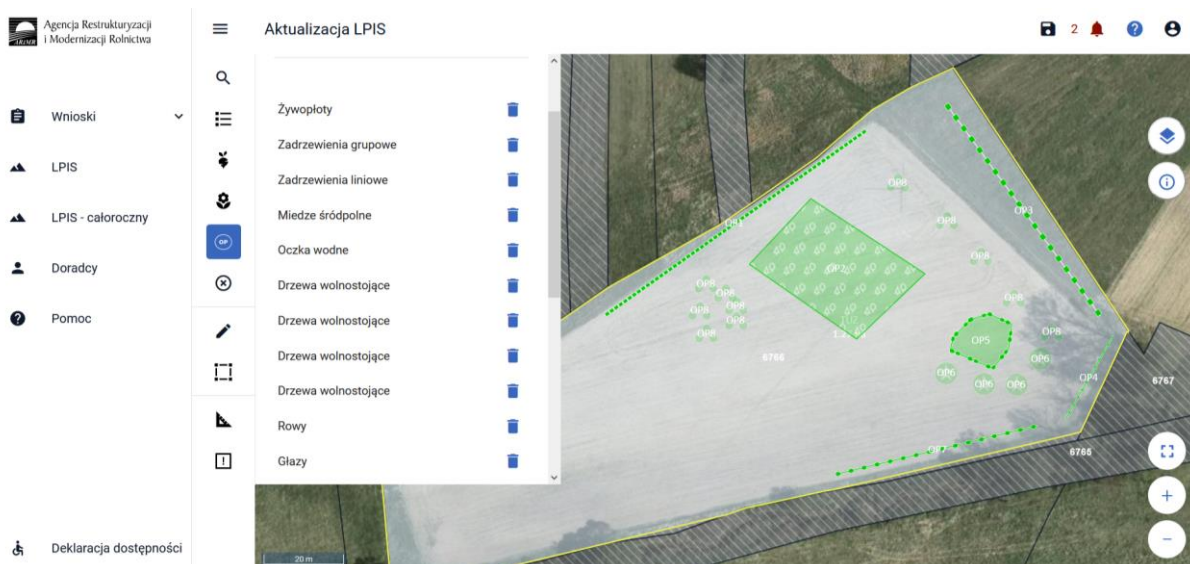 Agencja Restrukturyzacji
i Modernizacji Rolnictwa
ARiMR
Aktualizacja LPIS
2
Wnioski
LPIS
LPIS - całoroczny
Doradcy
Pomoc
Deklaracja dostępności
OP
Żywopłoty
Zadrzewienia grupowe
Zadrzewienia liniowe
Miedze śródpolne
Oczka wodne
Drzewa wolnostojące
Drzewa wolnostojące
Drzewa wolnostojące
Drzewa wolnostojące
Rowy
Głazy
OP1
OP2
OP3
OP8
OP8
OP8
OP8
OP8
OP8
OP8
OP8
OP8
OP8
OP5
OP6
OP6
OP6
OP6
OP4
OP7
6766
6767
6765
20 m